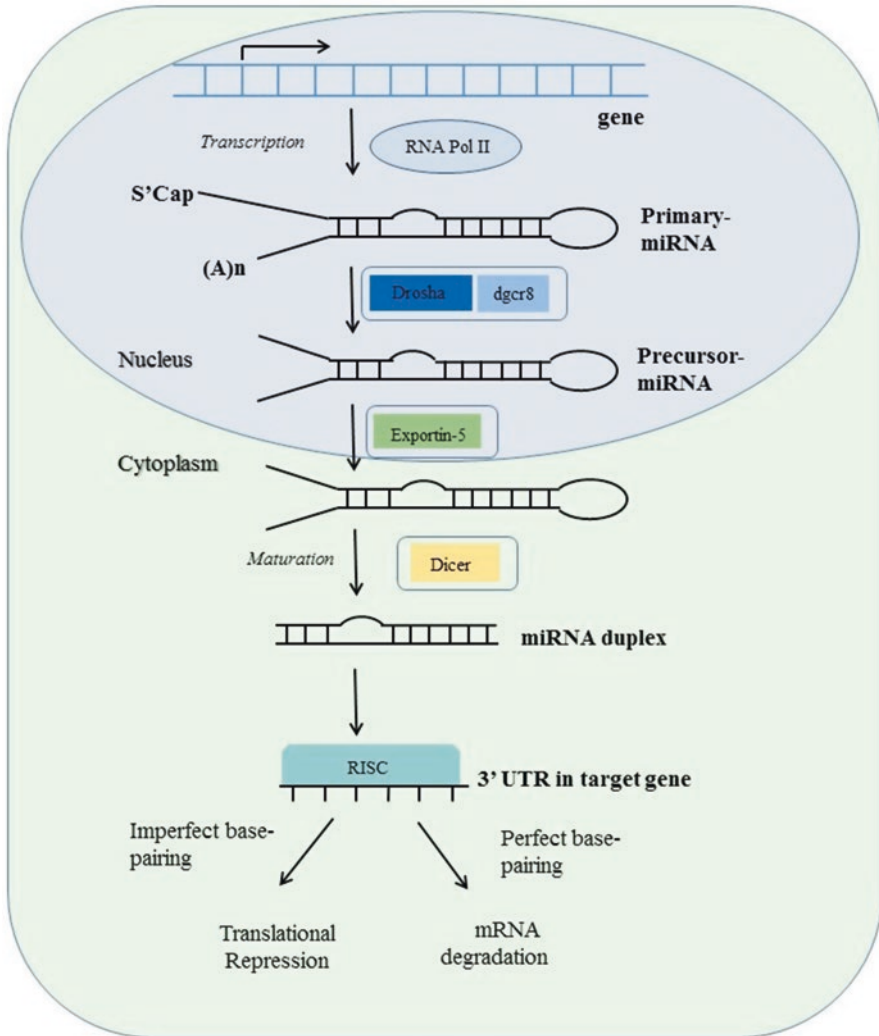 gene
Transcription
RNA Pol II
S'Cap
Primary-
miRNA
(A)n
Drosha
dgcr8
Nucleus
Precursor-
miRNA
Exportin-5
Cytoplasm
Maturation
Dicer
miRNA duplex
RISC
3' UTR in target gene
Imperfect base-
pairing
Perfect base-
pairing
Translational
Repression
mRNA
degradation